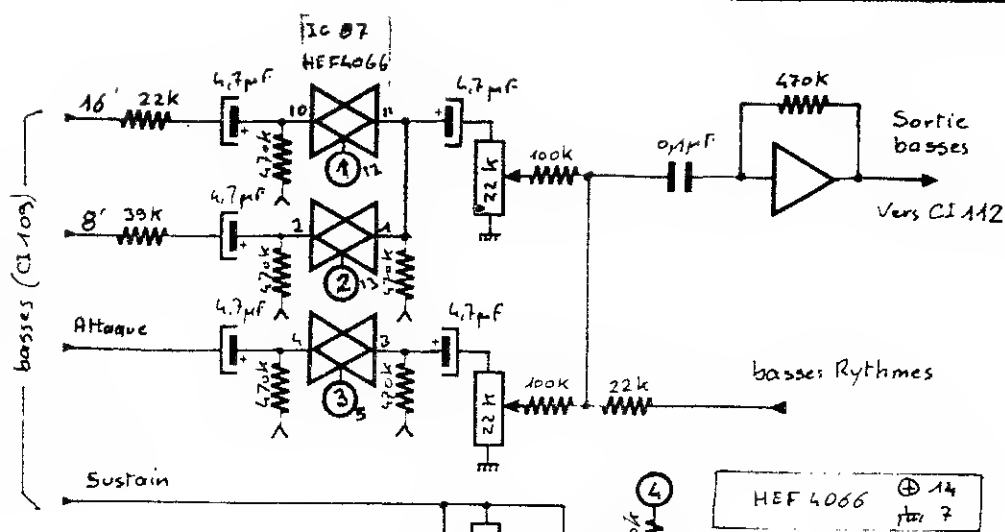 IC 87
HEF4066
4,7µF
4,7µF
470k
16'
22k
10
11
Sortie
basses
470k
1
12
100k
0,1µF
22k
4,7µF
Vers CI 112
8'
39k
2
1
470k
2
13
470k
basses (CI 109)
4,7µF
4,7µF
Attaque
4
3
470k
3
5
470k
100k
22k
basses Rythmes
22k
Sustain
4
HEF 4066
+ 14
7